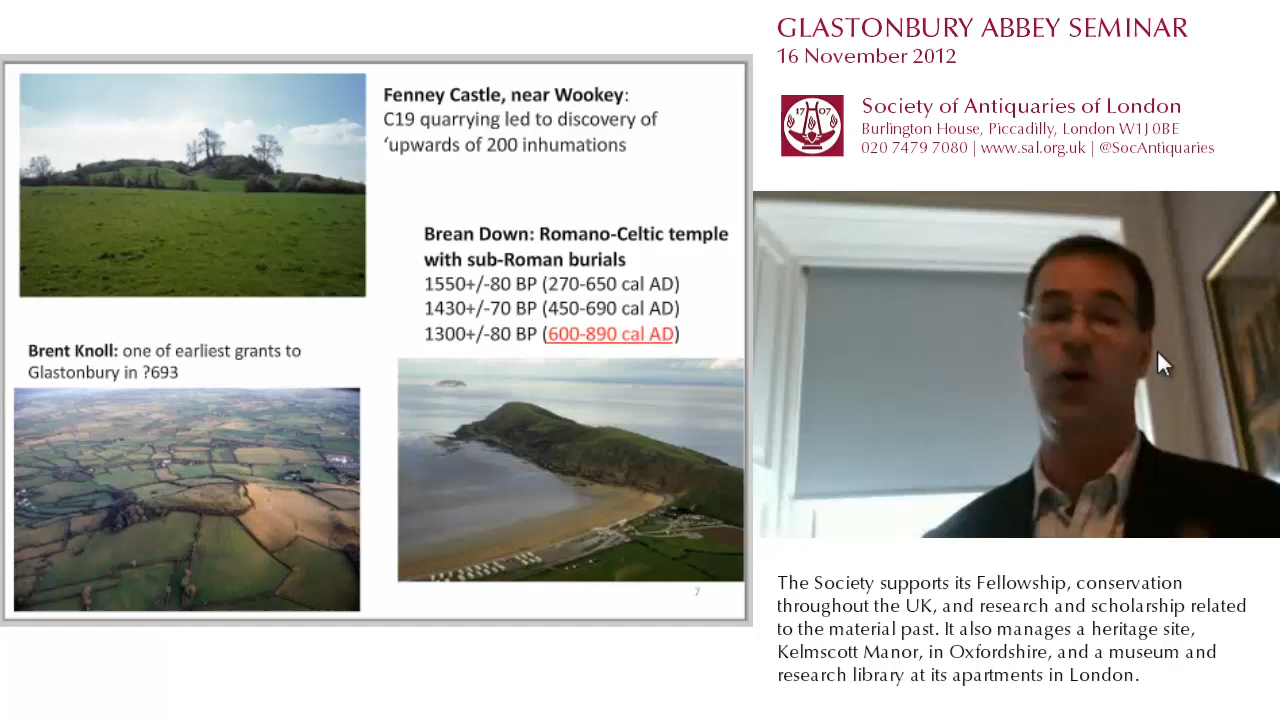 Fenney Castle, near Wookey:
C19 quarrying led to discovery of
‘upwards of 200 inhumations
Brean Down: Romano-Celtic temple
with sub-Roman burials
1550+/-80 BP (270-650 cal AD)
1430+/-70 BP (450-690 cal AD)
1300+/-80 BP (600-890 cal AD)
Brent Knoll: one of earliest grants to
Glastonbury in ?693
7
GLASTONBURY ABBEY SEMINAR
16 November 2012
17 07
Society of Antiquaries of London
Burlington House, Piccadilly, London W1J 0BE
020 7479 7080 | www.sal.org.uk | @SocAntiquaries
The Society supports its Fellowship, conservation
throughout the UK, and research and scholarship related
to the material past. It also manages a heritage site,
Kelmscott Manor, in Oxfordshire, and a museum and
research library at its apartments in London.